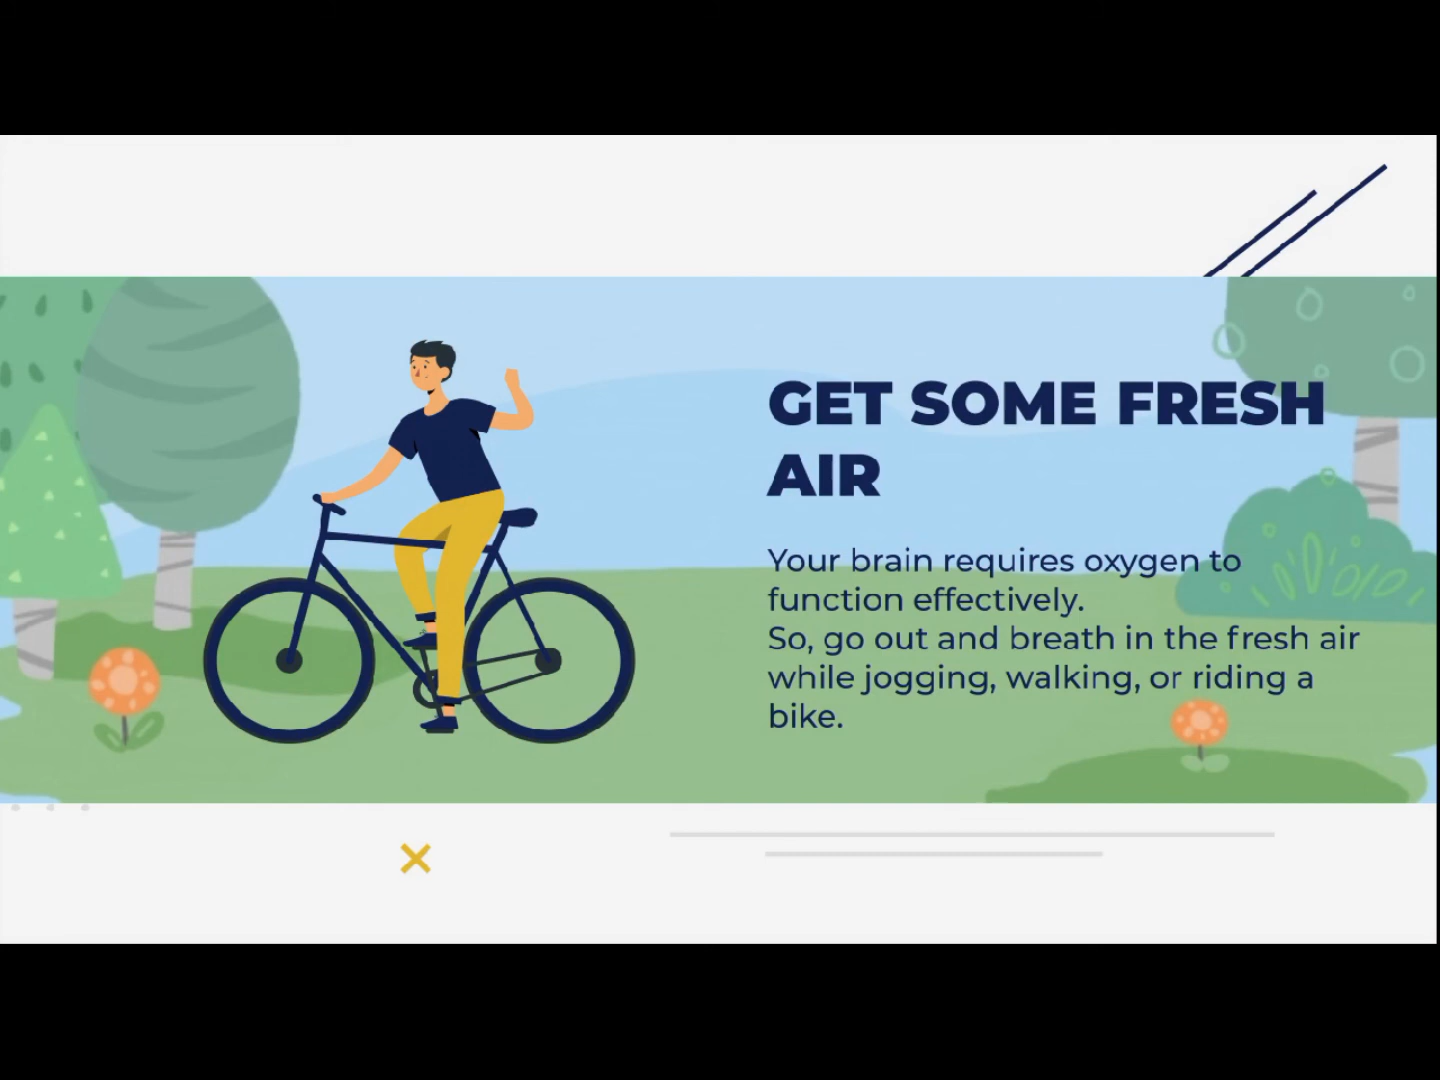 GET SOME FRESH
AIR
Your brain requires oxygen to
function effectively.
So, go out and breath in the fresh air
while jogging, walking, or riding a
bike.